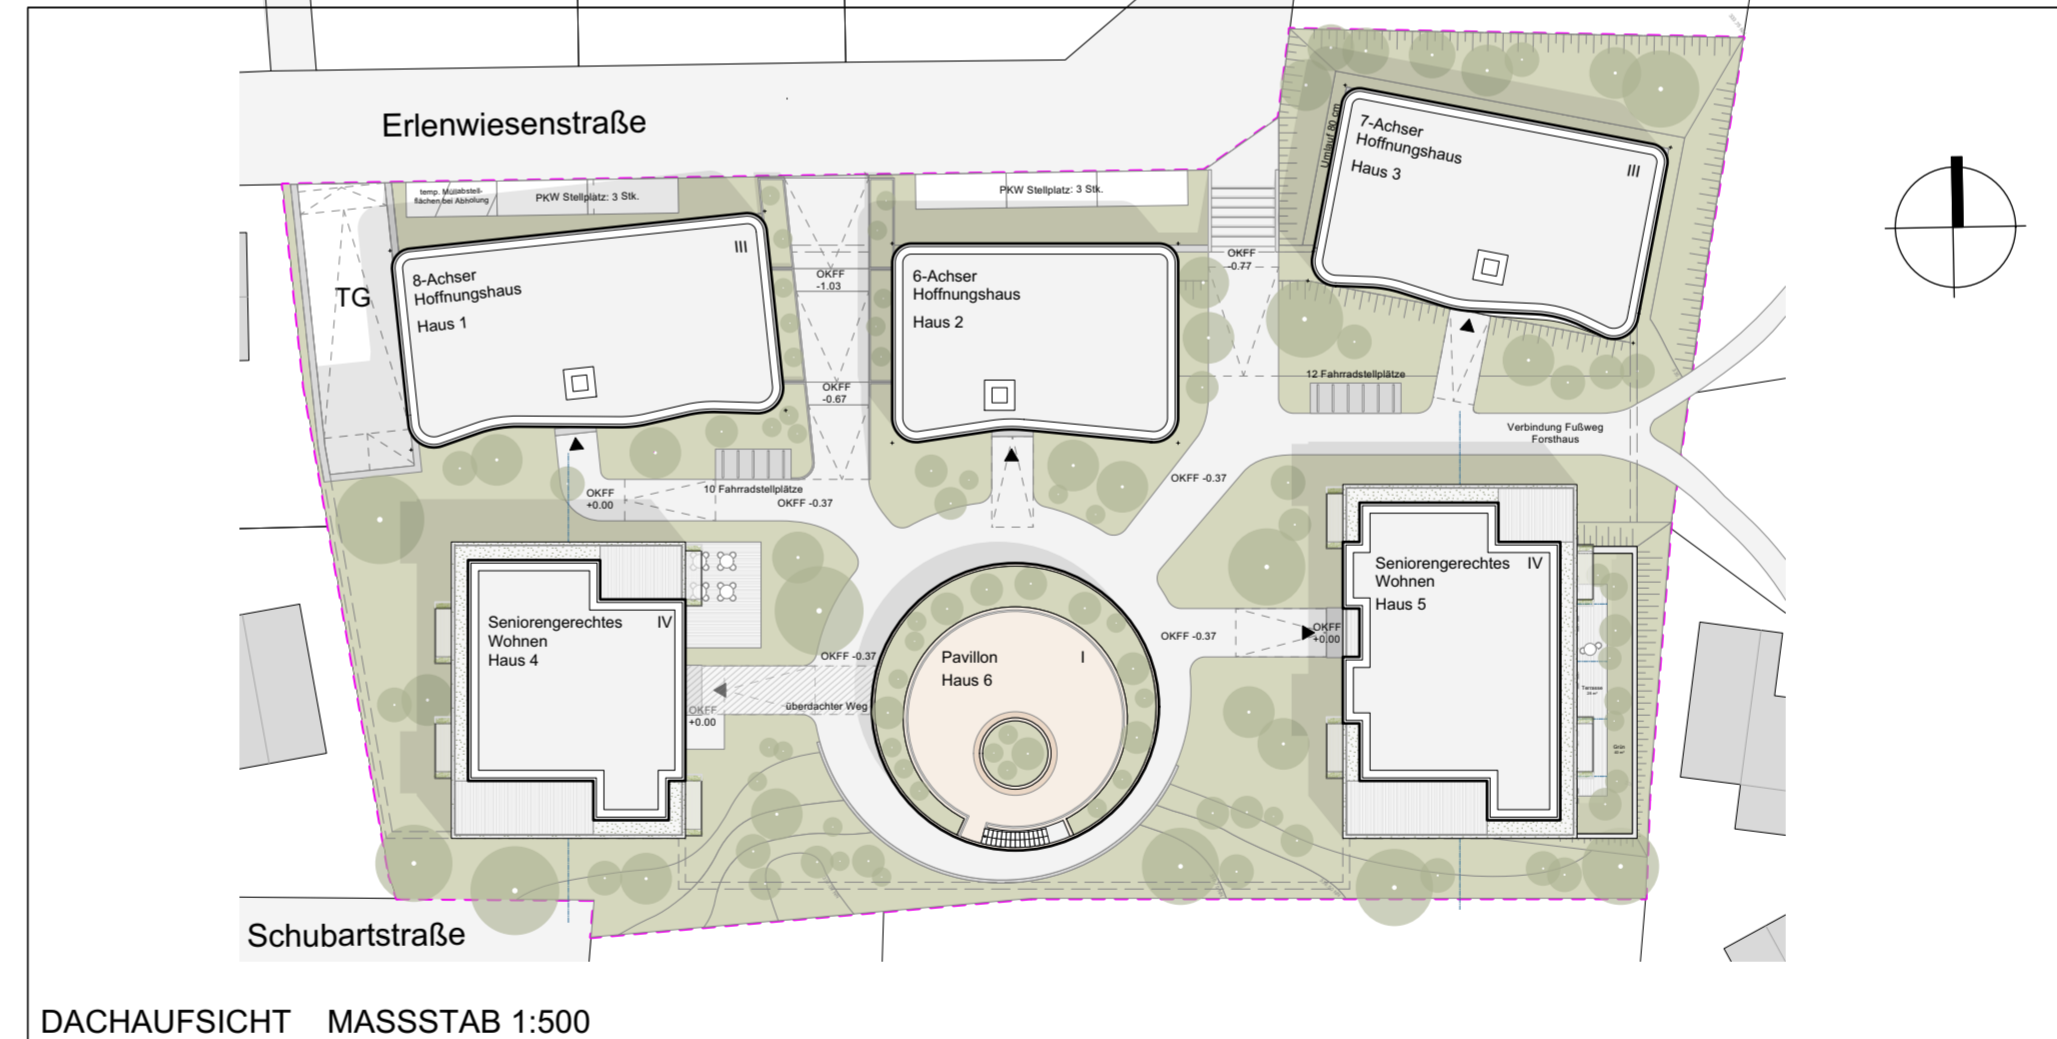 Erlenwiesenstraße
temp. Müllabstell-
flächen bei Abholung
PKW Stellplatz: 3 Stk.
PKW Stellplatz: 3 Stk.
Umlauf 80 cm
7-Achser
Hoffnungshaus
Haus 3
III
TG
8-Achser
Hoffnungshaus
Haus 1
III
OKFF
-1.03
6-Achser
Hoffnungshaus
Haus 2
OKFF
-0.77
OKFF
-0.67
12 Fahrradstellplätze
Verbindung Fußweg
Forsthaus
10 Fahrradstellplätze
OKFF
+0.00
OKFF -0.37
OKFF -0.37
Seniorengerechtes
Wohnen
Haus 4
IV
Seniorengerechtes
Wohnen
Haus 5
IV
OKFF -0.37
Pavillon
Haus 6
I
OKFF -0.37
OKFF
+0.00
OKFF
+0.00
überdachter Weg
Terrasse
Grün
Schubartstraße
DACHAUFSICHT MASSSTAB 1:500